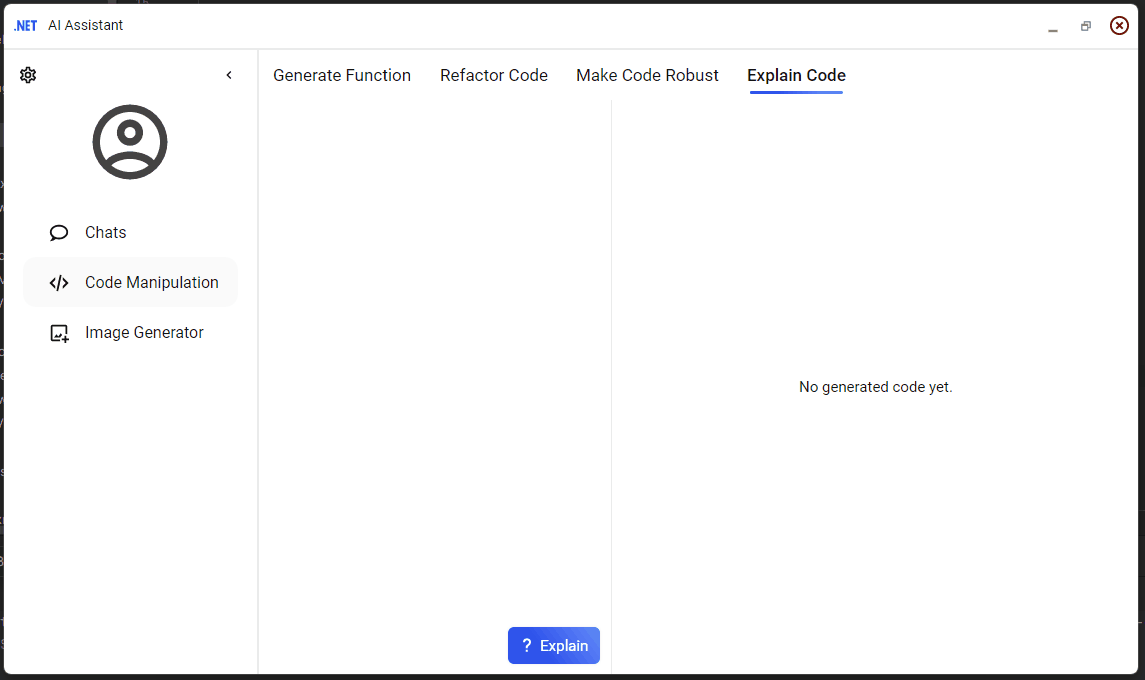 .NET AI Assistant
Generate Function Refactor Code Make Code Robust Explain Code
Chats
Code Manipulation
Image Generator
No generated code yet.
? Explain